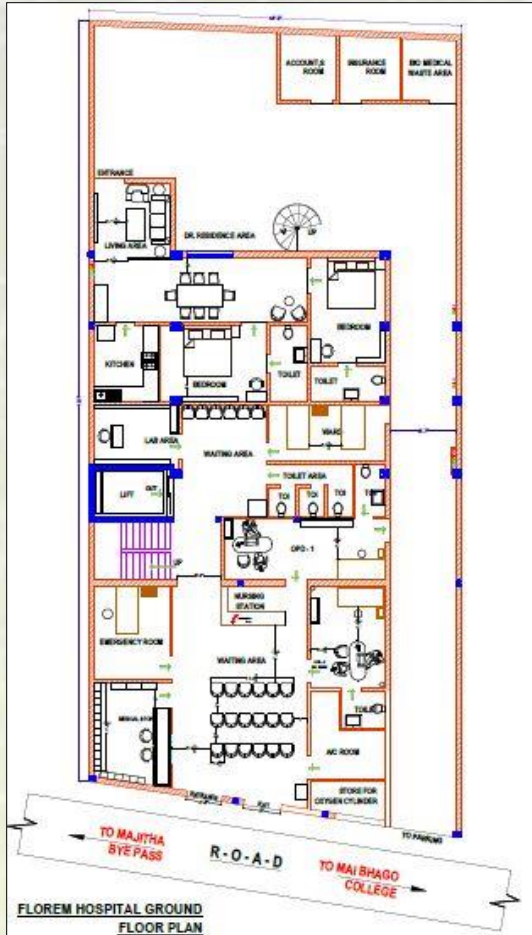 ACCOUNT,S
ROOM
INSURANCE
ROOM
BIO MEDICAL
WASTE AREA
ENTRANCE
UP
DR. RESIDENCE AREA
LIVING AREA
BEDROOM
KITCHEN
BEDROOM
TOILET
TOILET
LAB AREA
WAITING AREA
WARD
TOILET AREA
LIFT
OUT
TOI
TOI
TOI
OPD - 1
UP
NURSING
STATION
EMERGENCY ROOM
WAITING AREA
TOILET
A/C ROOM
STORE FOR
OXYGEN CYLINDER
ENTRANCE
EXIT
TO PARKING
TO MAJITHA
BYE PASS
R - O - A - D
TO MAI BHAGO
COLLEGE
FLOREM HOSPITAL GROUND
FLOOR PLAN